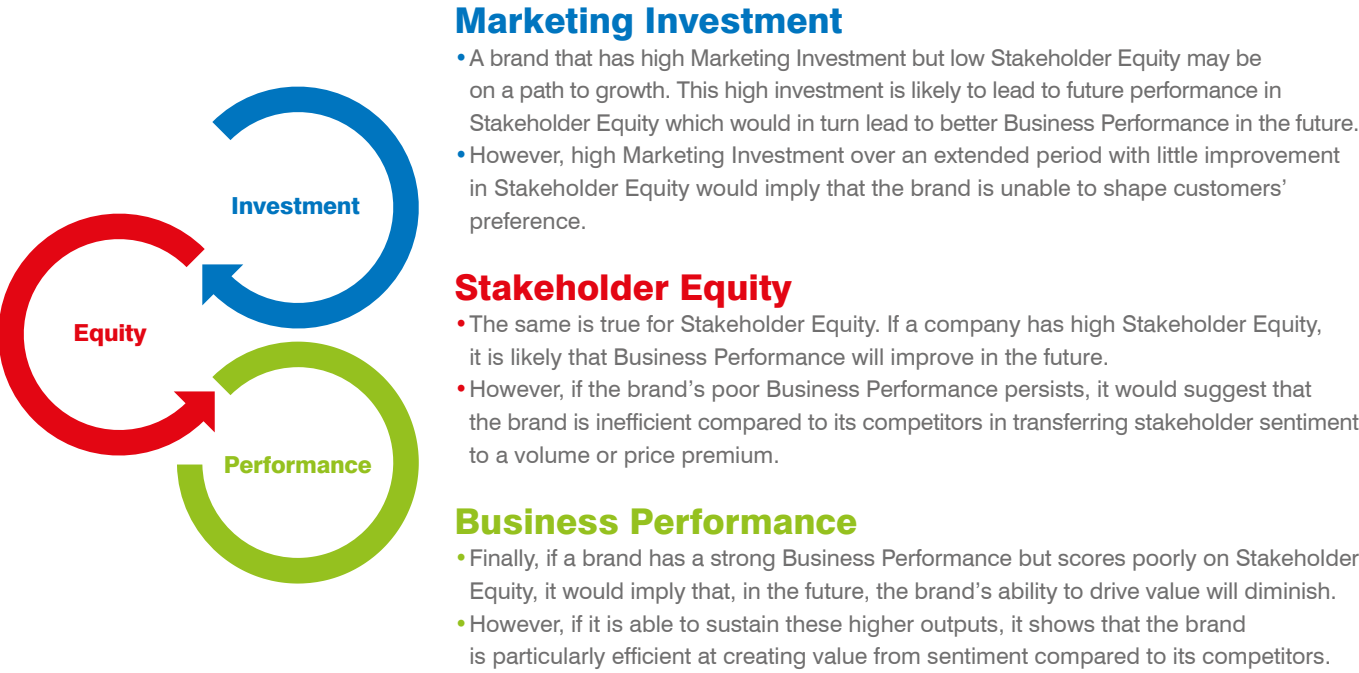 Investment
Equity
Performance
Marketing Investment
•A brand that has high Marketing Investment but low Stakeholder Equity may be
on a path to growth. This high investment is likely to lead to future performance in
Stakeholder Equity which would in turn lead to better Business Performance in the future.
•However, high Marketing Investment over an extended period with little improvement
in Stakeholder Equity would imply that the brand is unable to shape customers’
preference.
Stakeholder Equity
•The same is true for Stakeholder Equity. If a company has high Stakeholder Equity,
it is likely that Business Performance will improve in the future.
•However, if the brand’s poor Business Performance persists, it would suggest that
the brand is inefficient compared to its competitors in transferring stakeholder sentiment
to a volume or price premium.
Business Performance
•Finally, if a brand has a strong Business Performance but scores poorly on Stakeholder
Equity, it would imply that, in the future, the brand’s ability to drive value will diminish.
•However, if it is able to sustain these higher outputs, it shows that the brand
is particularly efficient at creating value from sentiment compared to its competitors.